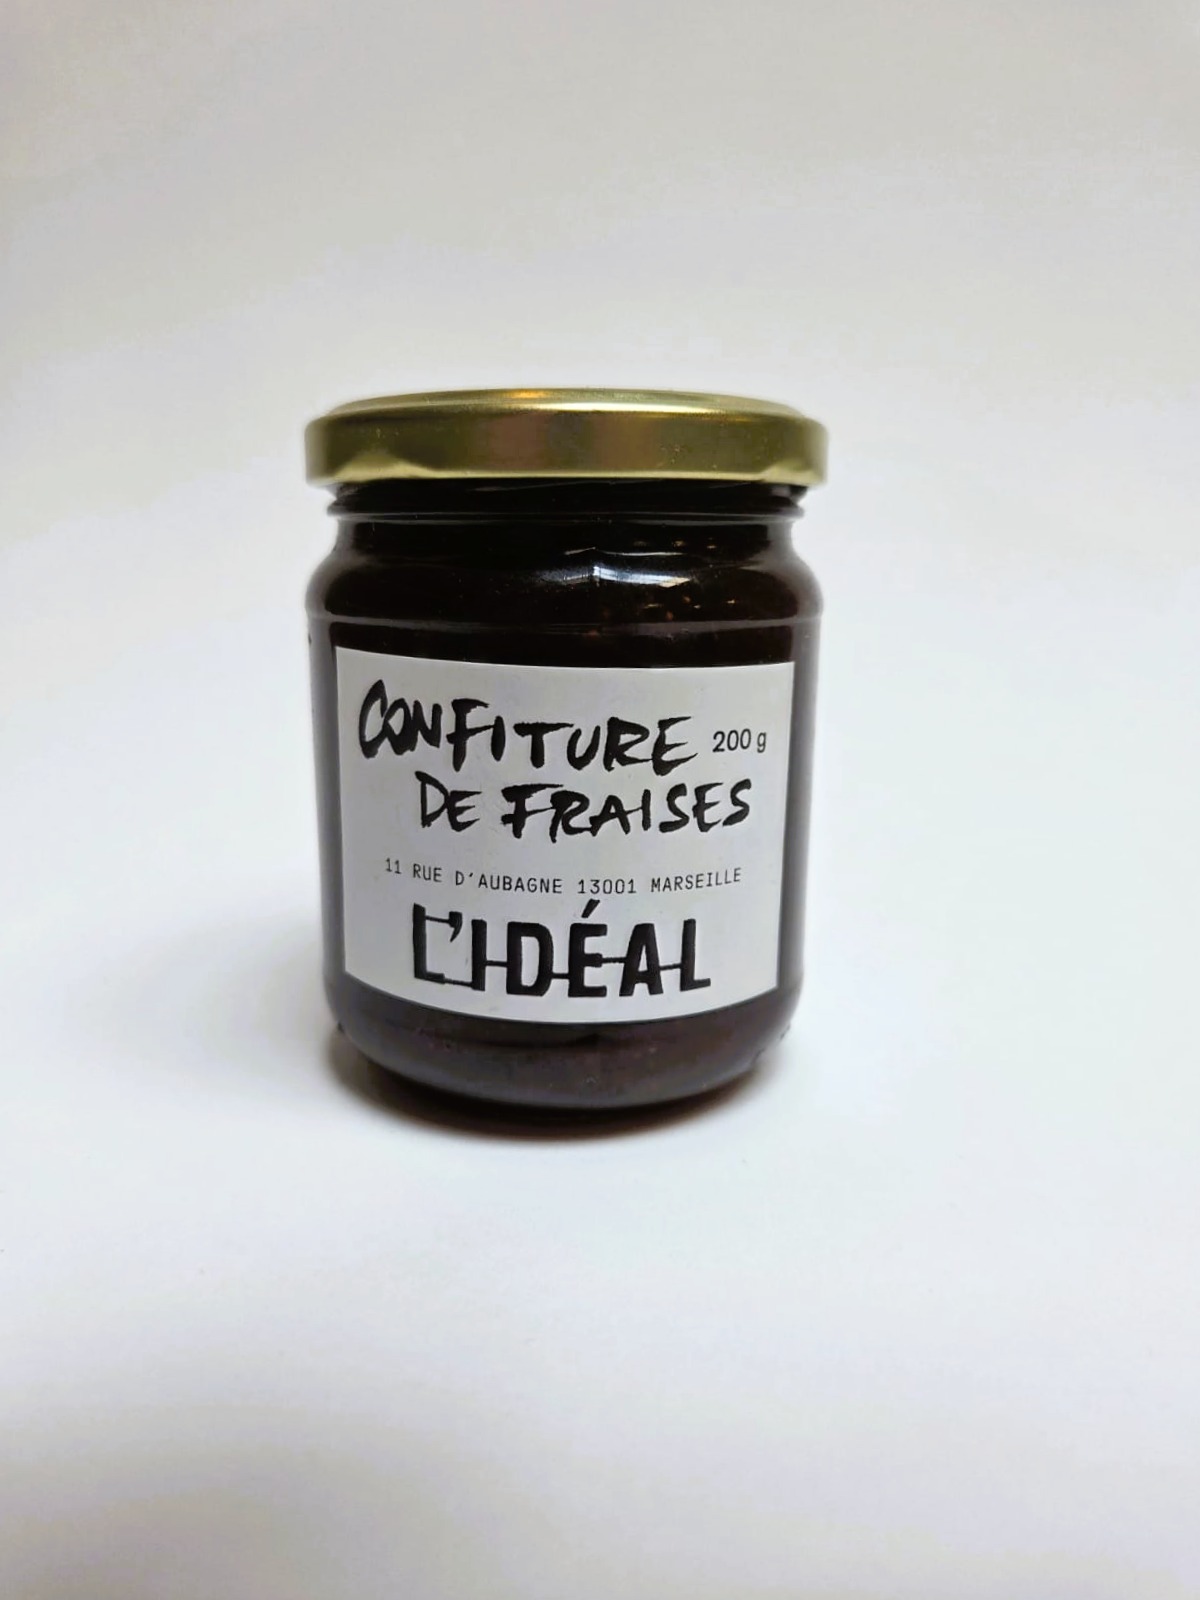 CONFITURE 200 g
DE FRAISES
11 RUE D'AUBAGNE 13001 MARSEILLE
L'IDÉAL